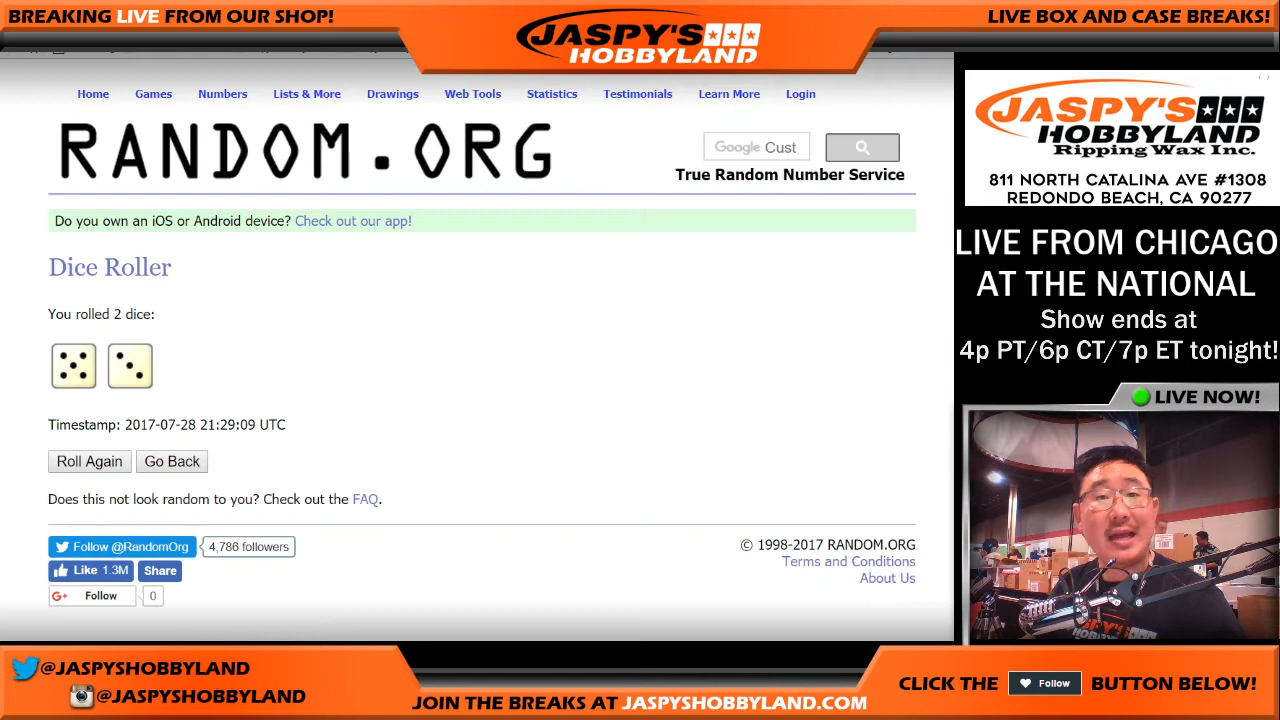 BREAKING LIVE FROM OUR SHOP!
JASPY'S
HOBBYLAND
LIVE BOX AND CASE BREAKS!
Home Games Numbers Lists & More Drawings Web Tools Statistics Testimonials Learn More Login
RANDOM.ORG
Google Cust
True Random Number Service
Do you own an iOS or Android device? Check out our app!
Dice Roller
You rolled 2 dice:
Timestamp: 2017-07-28 21:29:09 UTC
Roll Again Go Back
Does this not look random to you? Check out the FAQ.
Follow @RandomOrg 4,786 followers
Like 1.3M Share
G+ Follow 0
© 1998-2017 RANDOM.ORG
Terms and Conditions
About Us
JASPY'S
HOBBYLAND
Ripping Wax Inc.
811 NORTH CATALINA AVE #1308
REDONDO BEACH, CA 90277
LIVE FROM CHICAGO
AT THE NATIONAL
Show ends at
4p PT/6p CT/7p ET tonight!
LIVE NOW!
@JASPYSHOBBYLAND
@JASPYSHOBBYLAND
JOIN THE BREAKS AT JASPYSHOBBYLAND.COM
CLICK THE Follow BUTTON BELOW!